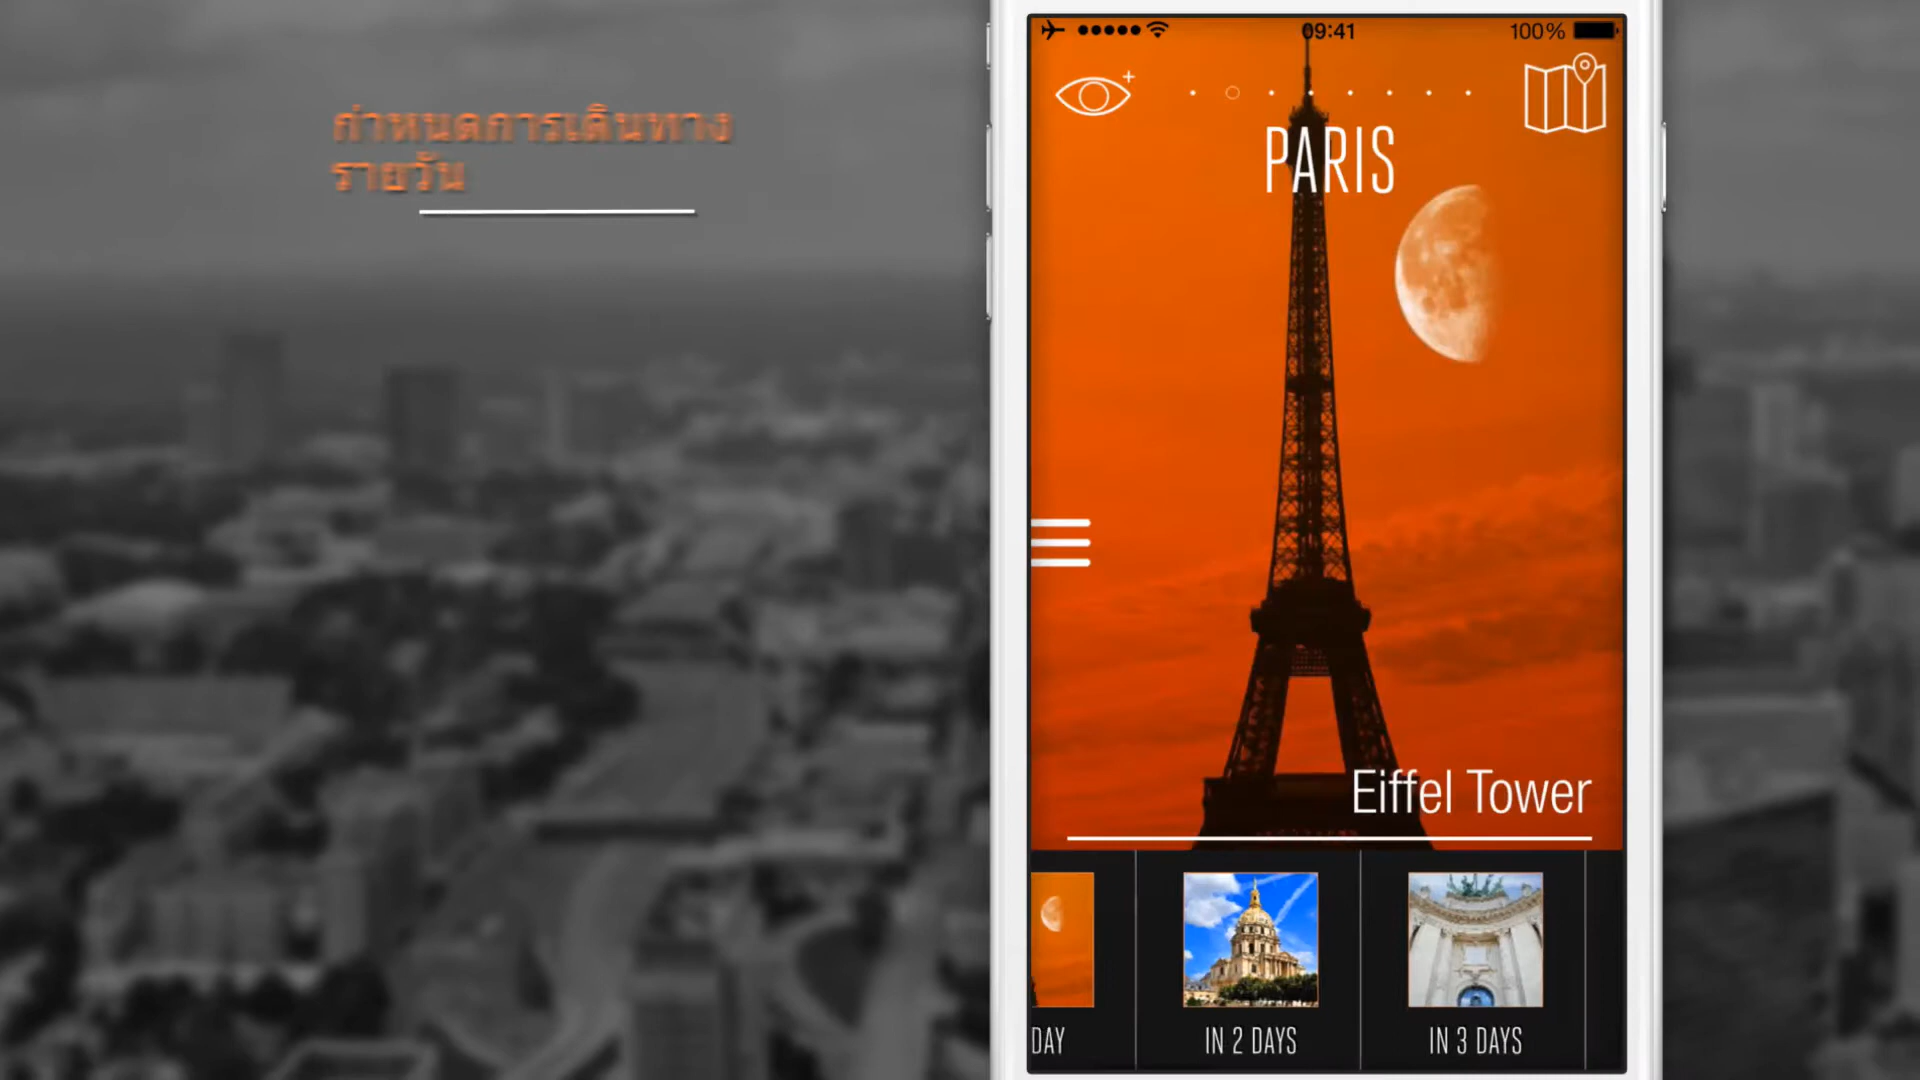 กำหนดการเดินทาง
รายวัน
09:41
100%
PARIS
Eiffel Tower
DAY
IN 2 DAYS
IN 3 DAYS